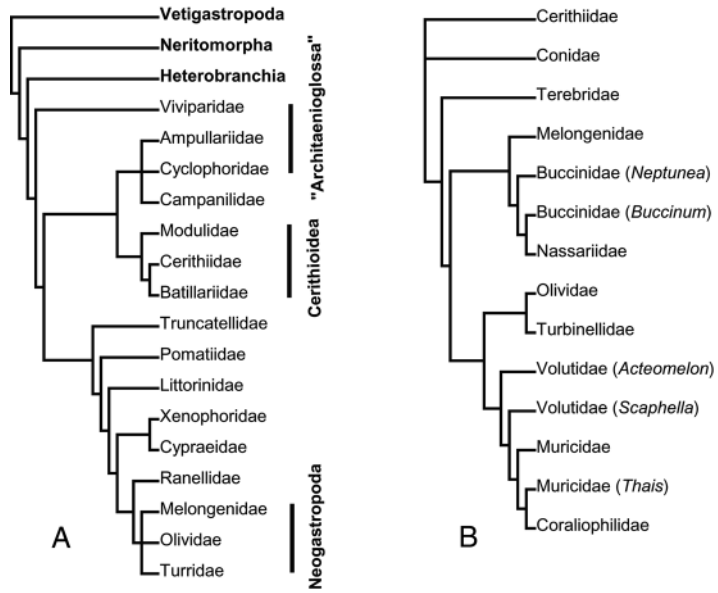 Vetigastropoda
Neritomorpha
Heterobranchia
Viviparidae
Ampullariidae
Cyclophoridae
Campanilidae
"Architaenioglossa"
Modulidae
Cerithiidae
Batillariidae
Cerithioidea
Truncatellidae
Pomatiidae
Littorinidae
Xenophoridae
Cypraeidae
Ranellidae
Melongenidae
Olividae
Turridae
Neogastropoda
A
Cerithiidae
Conidae
Terebridae
Melongenidae
Buccinidae (Neptunea)
Buccinidae (Buccinum)
Nassariidae
Olividae
Turbinellidae
Volutidae (Acteomelon)
Volutidae (Scaphella)
Muricidae
Muricidae (Thais)
Coraliophilidae
B